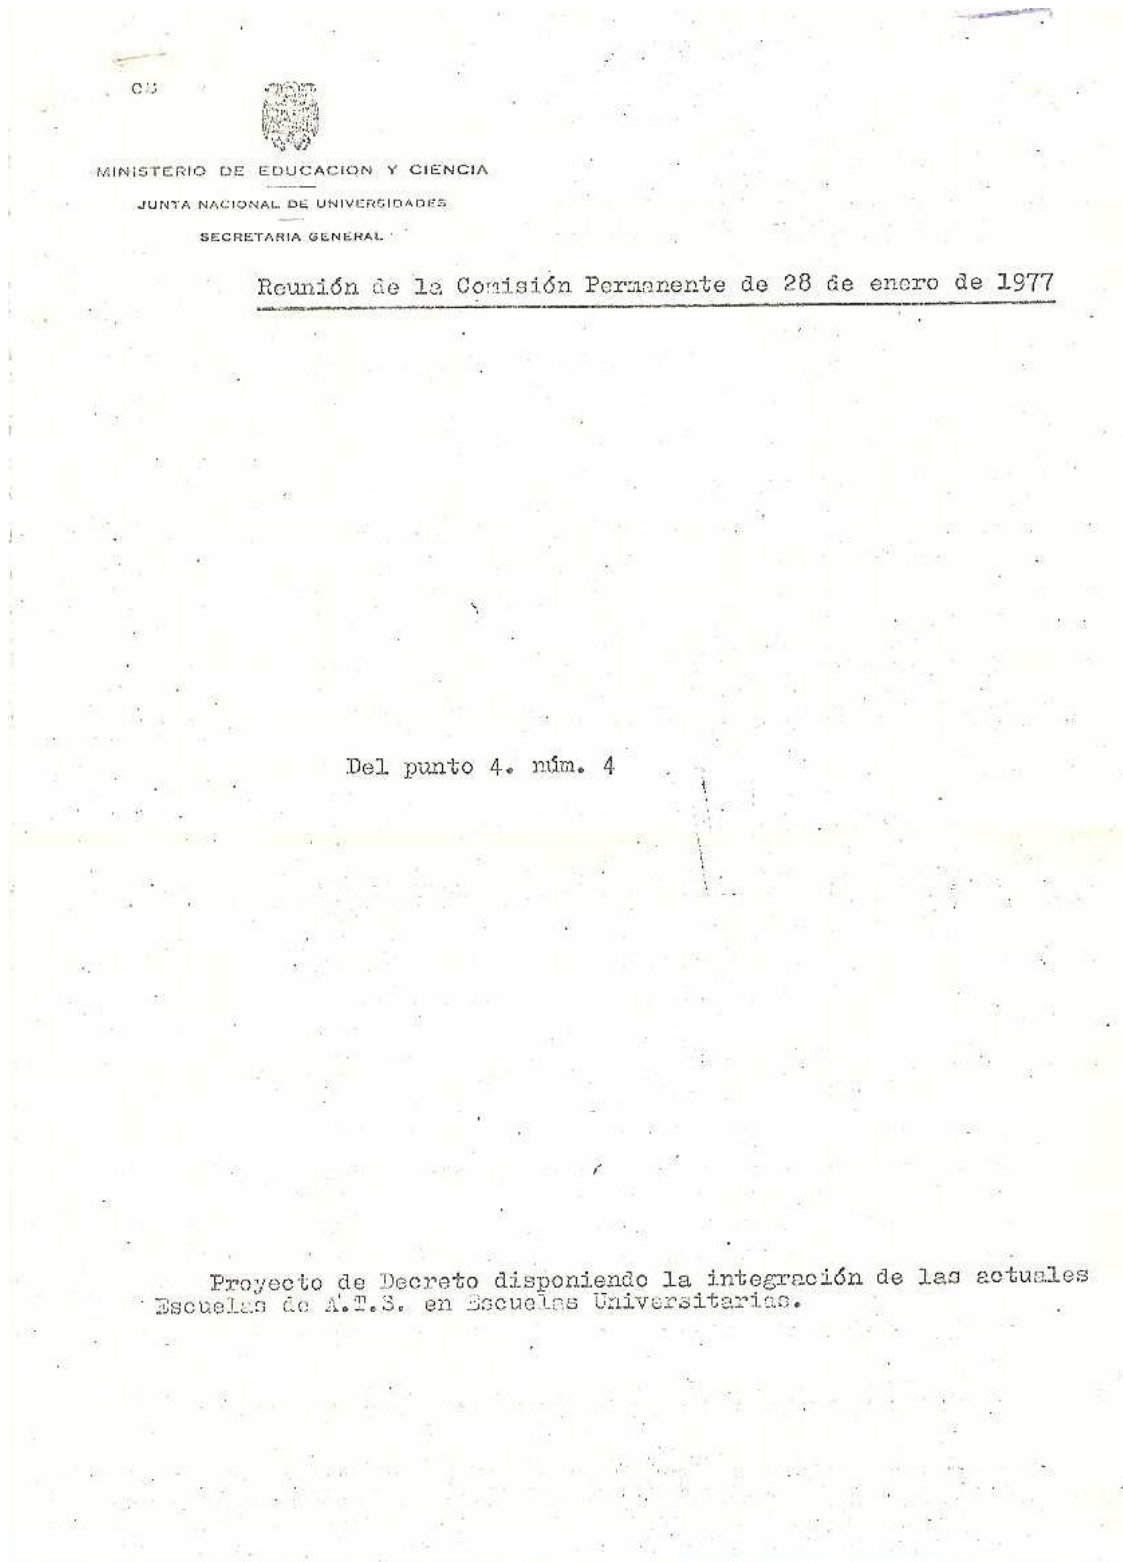 MINISTERIO DE EDUCACION Y CIENCIA
JUNTA NACIONAL DE UNIVERSIDADES
SECRETARIA GENERAL
Reunión de la Comisión Permanente de 28 de enero de 1977
Del punto 4. núm. 4
Proyecto de Decreto disponiendo la integración de las actuales
Escuelas de A.T.S. en Escuelas Universitarias.